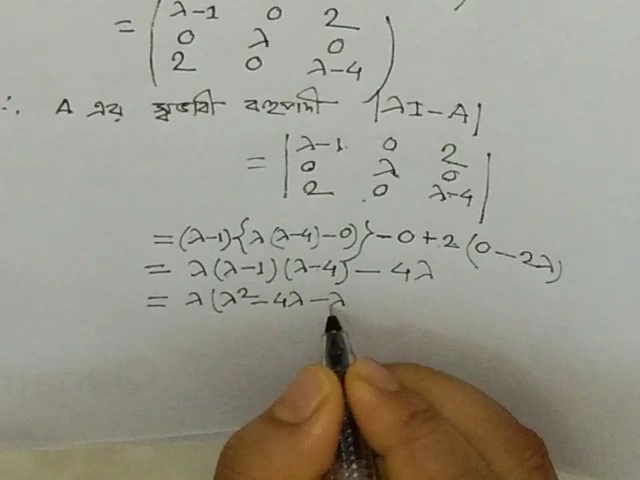 = ( λ-1 0 2
0 λ 0
2 0 λ-4 )
∴ A এর স্বতন্ত্র বহুপদী |λI-A|
= | λ-1 0 2
0 λ 0
2 0 λ-4 |
= (λ-1){λ(λ-4)-0}-0+2(0-2λ)
= λ(λ-1)(λ-4)-4λ
= λ(λ²-4λ-λ